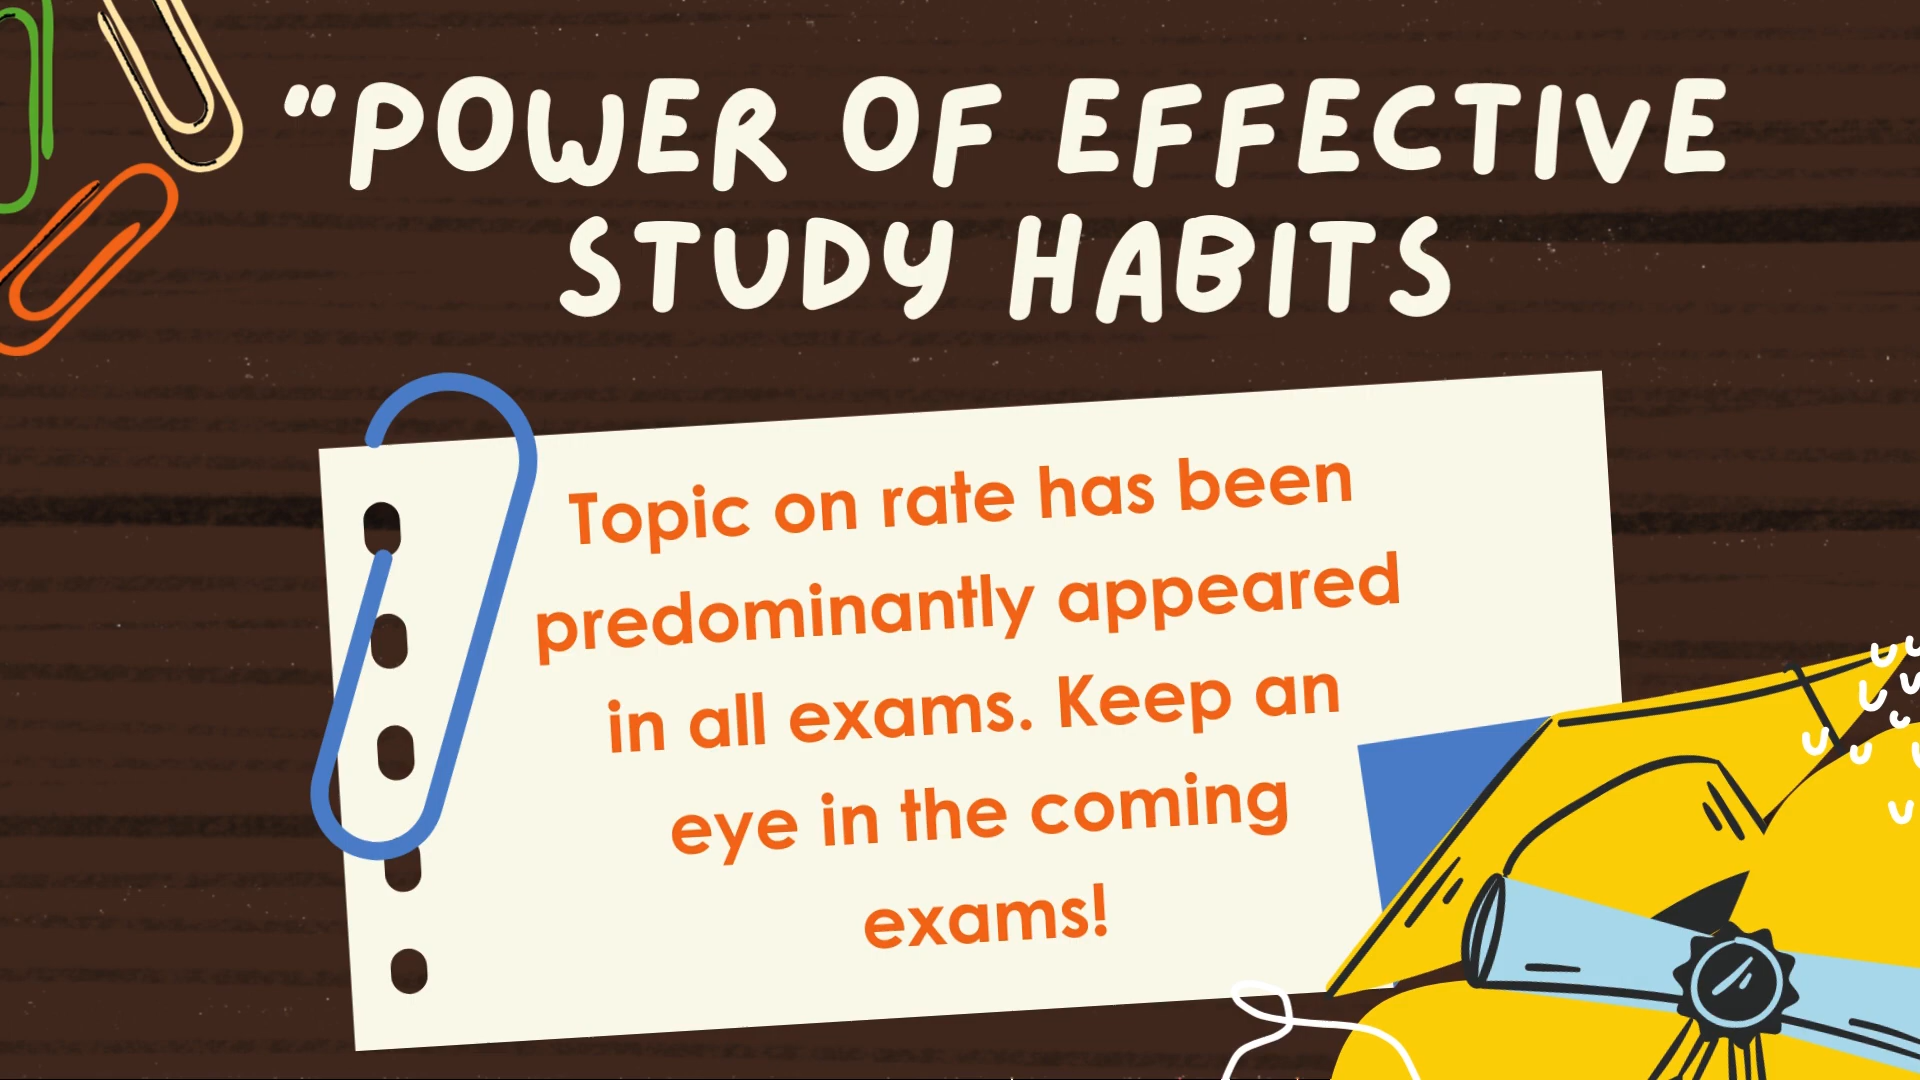 “POWER OF EFFECTIVE
STUDY HABITS
Topic on rate has been
predominantly appeared
in all exams. Keep an
eye in the coming
exams!